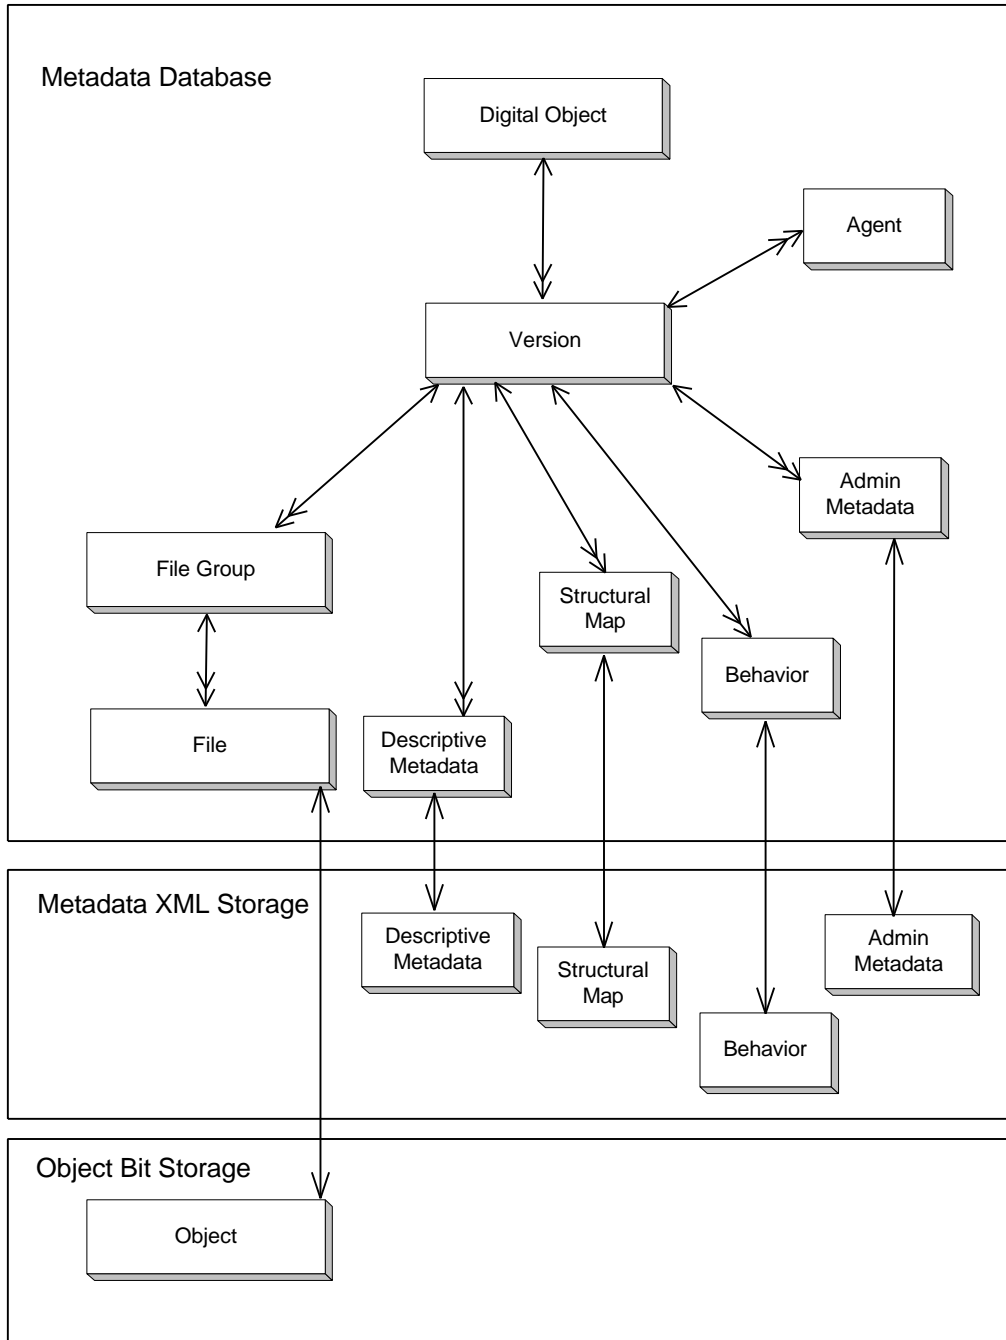 Metadata Database
Digital Object
Agent
Version
Admin
Metadata
File Group
Structural
Map
Behavior
File
Descriptive
Metadata
Metadata XML Storage
Descriptive
Metadata
Structural
Map
Admin
Metadata
Behavior
Object Bit Storage
Object